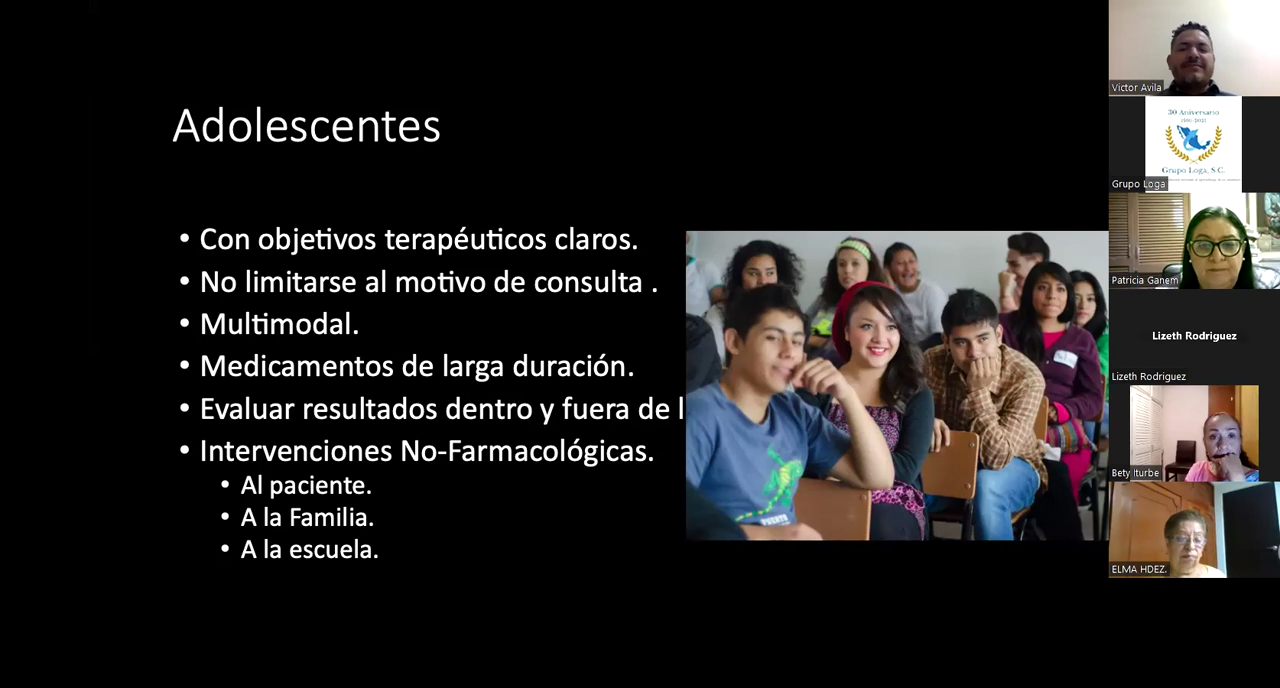 Adolescentes
• Con objetivos terapéuticos claros.
• No limitarse al motivo de consulta .
• Multimodal.
• Medicamentos de larga duración.
• Evaluar resultados dentro y fuera de l
• Intervenciones No-Farmacológicas.
• Al paciente.
• A la Familia.
• A la escuela.
Victor Avila
30 Aniversario
Grupo Loga, S.C.
Grupo Loga
Patricia Ganem
Lizeth Rodriguez
Lizeth Rodriguez
Bety Iturbe
ELMA HDEZ.